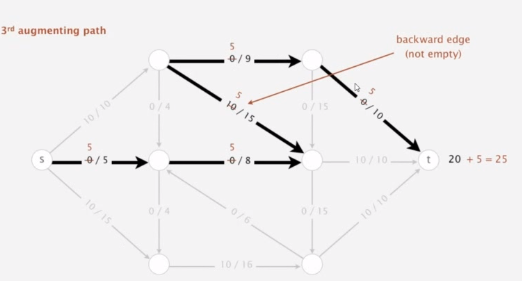 3rd augmenting path
backward edge
(not empty)
5
0 / 9
5
10 / 15
5
0 / 10
10 / 10
0 / 4
0 / 15
s
5
0 / 5
5
0 / 8
10 / 10
t
20 + 5 = 25
10 / 15
0 / 4
0 / 6
0 / 15
10 / 10
10 / 16